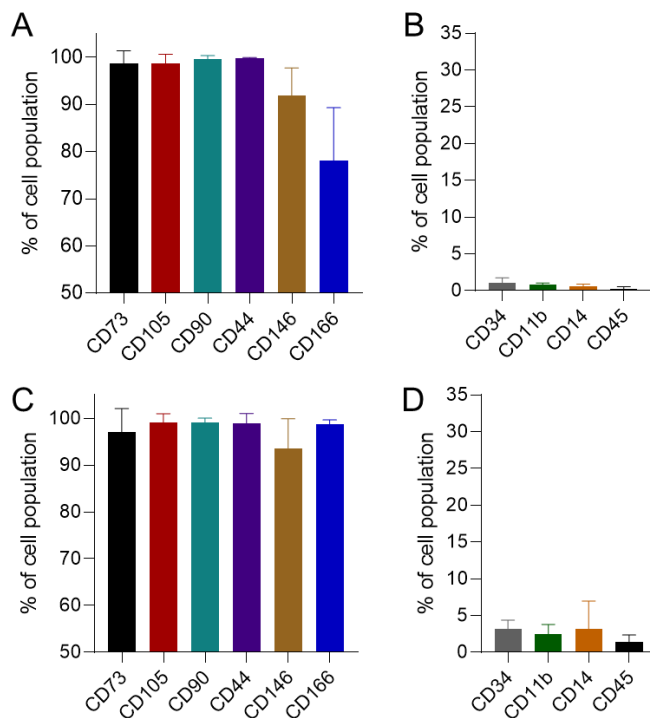 A
% of cell population
100
90
80
70
60
50
CD73
CD105
CD90
CD44
CD146
CD166
B
% of cell population
35
30
25
20
15
10
5
0
CD34
CD11b
CD14
CD45
C
% of cell population
100
90
80
70
60
50
CD73
CD105
CD90
CD44
CD146
CD166
D
% of cell population
35
30
25
20
15
10
5
0
CD34
CD11b
CD14
CD45